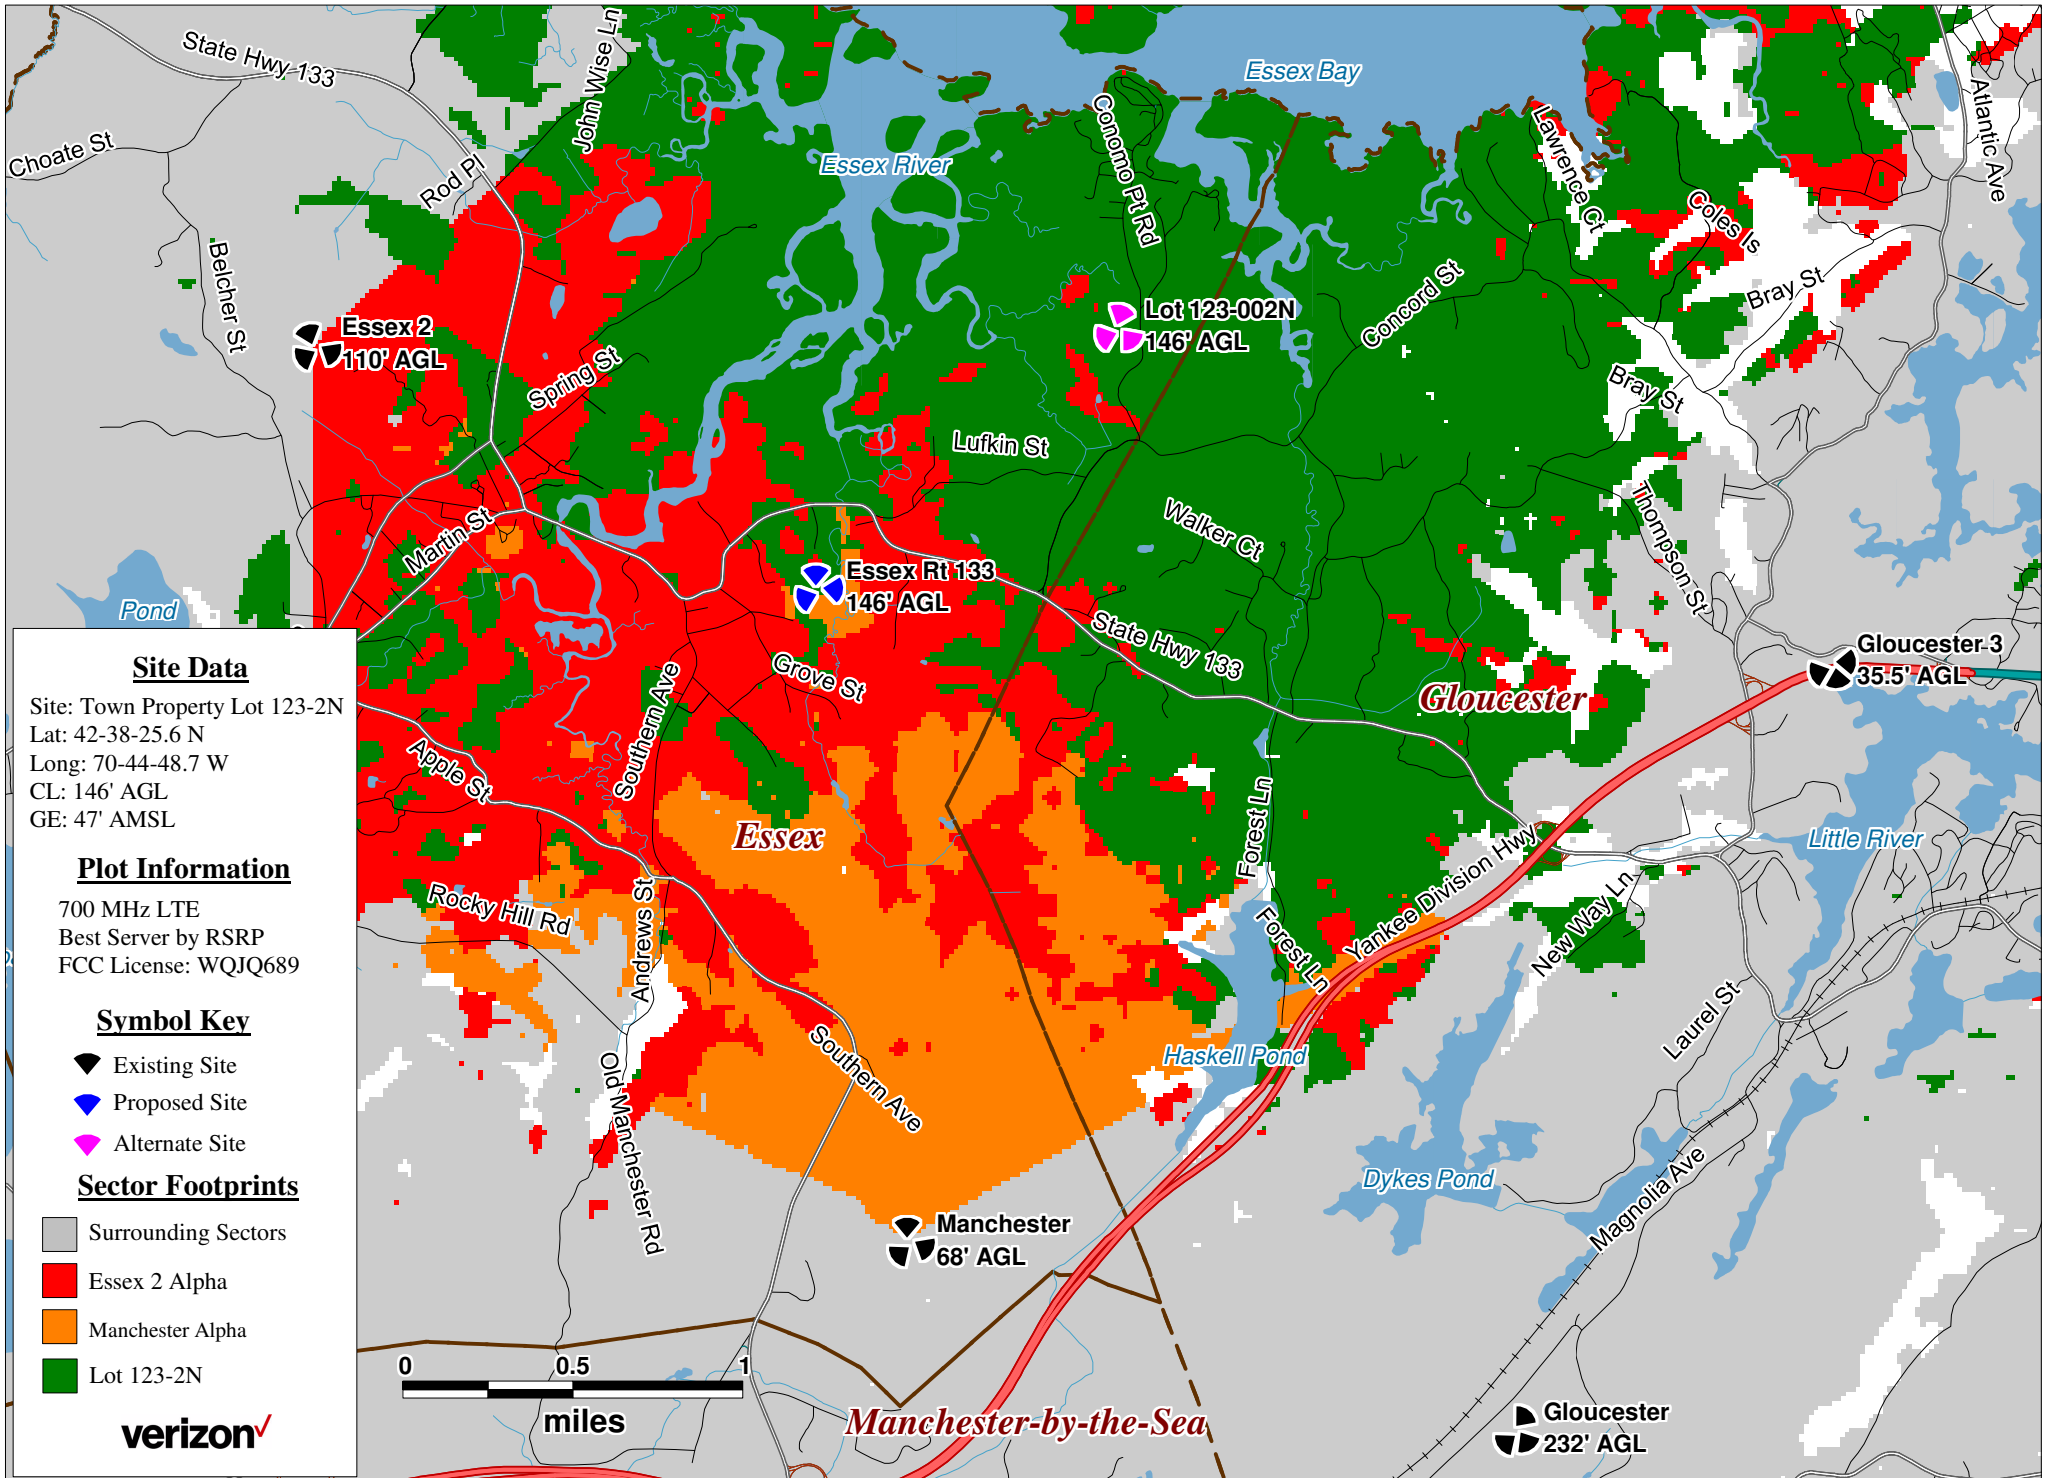 State Hwy 133
John Wise Ln
Essex Bay
Atlantic Ave
Choate St
Rod Pl
Essex River
Conomo Pt Rd
Lawrence Ct
Coles Is
Belcher St
Bray St
Essex 2
110' AGL
Spring St
Lot 123-002N
146' AGL
Concord St
Bray St
Lufkin St
Martin St
Walker Ct
Thompson St
Essex Rt 133
146' AGL
Pond
State Hwy 133
Grove St
Southern Ave
Gloucester
Gloucester 3
35.5' AGL
Apple St
Essex
Forest Ln
Little River
Yankee Division Hwy
Rocky Hill Rd
Andrews St
Forest Ln
New Way Ln
Laurel St
Old Manchester Rd
Southern Ave
Haskell Pond
Dykes Pond
Magnolia Ave
Manchester
68' AGL
Manchester-by-the-Sea
Gloucester
232' AGL
Site Data
Site: Town Property Lot 123-2N
Lat: 42-38-25.6 N
Long: 70-44-48.7 W
CL: 146' AGL
GE: 47' AMSL
Plot Information
700 MHz LTE
Best Server by RSRP
FCC License: WQJQ689
Symbol Key
Existing Site
Proposed Site
Alternate Site
Sector Footprints
Surrounding Sectors
Essex 2 Alpha
Manchester Alpha
Lot 123-2N
verizon
0 0.5 1
miles